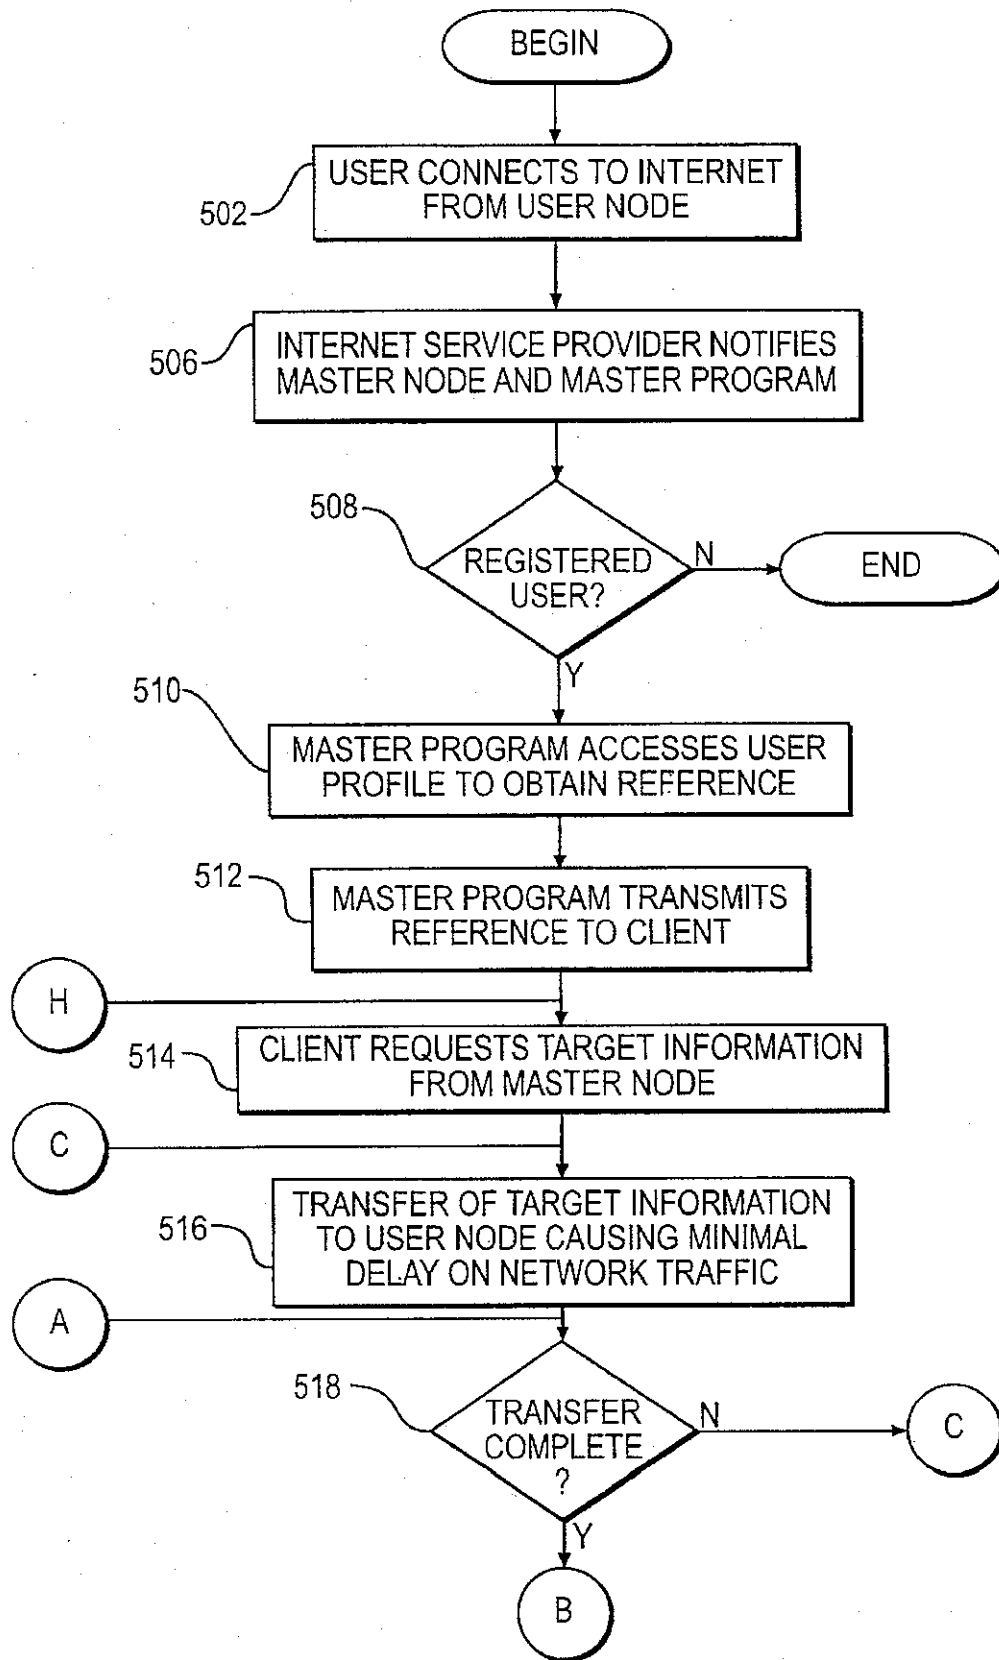 BEGIN
USER CONNECTS TO INTERNET
FROM USER NODE
502
INTERNET SERVICE PROVIDER NOTIFIES
MASTER NODE AND MASTER PROGRAM
506
508
REGISTERED
USER?
N
END
Y
510
MASTER PROGRAM ACCESSES USER
PROFILE TO OBTAIN REFERENCE
512
MASTER PROGRAM TRANSMITS
REFERENCE TO CLIENT
H
514
CLIENT REQUESTS TARGET INFORMATION
FROM MASTER NODE
C
516
TRANSFER OF TARGET INFORMATION
TO USER NODE CAUSING MINIMAL
DELAY ON NETWORK TRAFFIC
A
518
TRANSFER
COMPLETE
?
N
C
Y
B